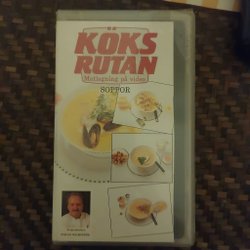 KÖKS
RUTAN
Matlagning på video
SOPPOR